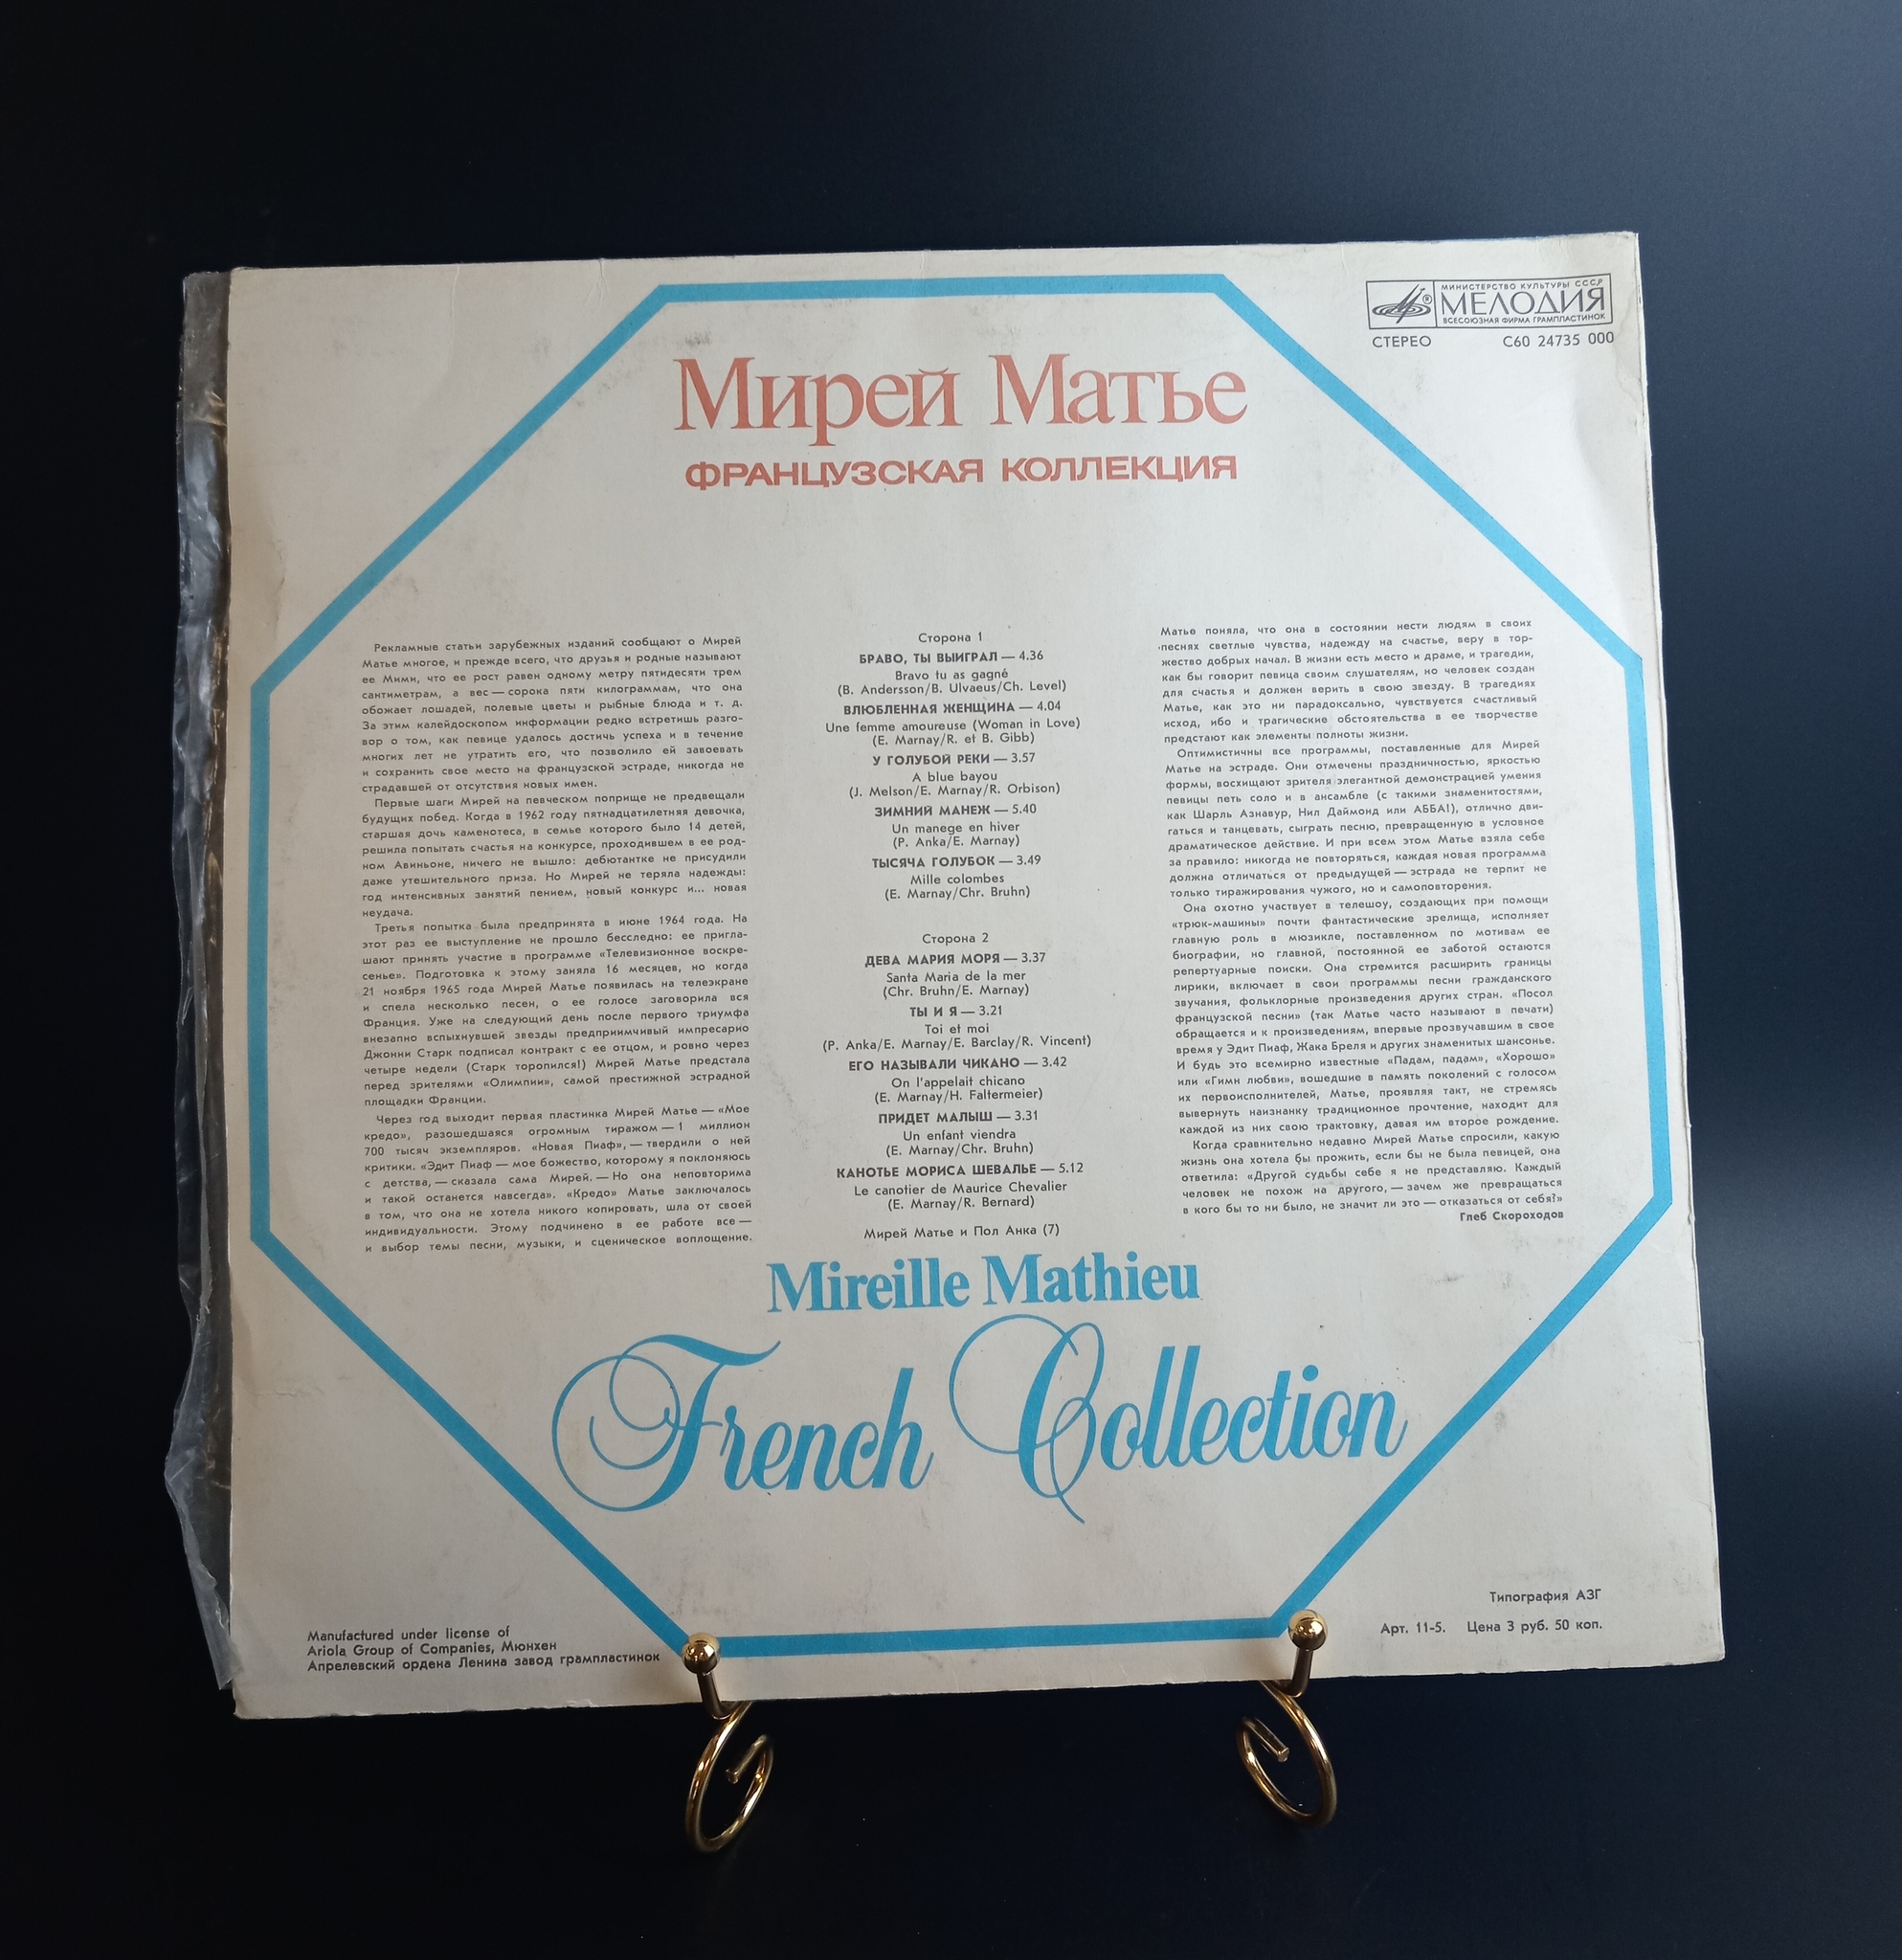 МИНИСТЕРСТВО КУЛЬТУРЫ СССР
МЕЛОДИЯ
ВСЕСОЮЗНАЯ ФИРМА ГРАМПЛАСТИНОК
СТЕРЕО С60 24735 000
Мирей Матье
ФРАНЦУЗСКАЯ КОЛЛЕКЦИЯ
Рекламные статьи зарубежных изданий сообщают о Мирей
Матье многое, и прежде всего, что друзья и родные называют
ее Мими, что ее рост равен одному метру пятидесяти трем
сантиметрам, а вес — сорока пяти килограммам, что она
обожает лошадей, полевые цветы и рыбные блюда и т. д.
За этим калейдоскопом информации редко встретишь разго-
вор о том, как певице удалось достичь успеха и в течение
многих лет не утратить его, что позволило ей завоевать
и сохранить свое место на французской эстраде, никогда не
страдавшей от отсутствия новых имен.
Первые шаги Мирей на певческом поприще не предвещали
будущих побед. Когда в 1962 году пятнадцатилетняя девочка,
старшая дочь каменотеса, в семье которого было 14 детей,
решила попытать счастья на конкурсе, проходившем в ее род-
ном Авиньоне, ничего не вышло: дебютантке не присудили
даже утешительного приза. Но Мирей не теряла надежды:
год интенсивных занятий пением, новый конкурс и... новая
неудача.
Третья попытка была предпринята в июне 1964 года. На
этот раз ее выступление не прошло бесследно: ее пригла-
шают принять участие в программе «Телевизионное воскре-
сенье». Подготовка к этому заняла 16 месяцев, но когда
21 ноября 1965 года Мирей Матье появилась на телеэкране
и спела несколько песен, о ее голосе заговорила вся
Франция. Уже на следующий день после первого триумфа
внезапно вспыхнувшей звезды предприимчивый импресарио
Джонни Старк подписал контракт с ее отцом, и ровно через
четыре недели (Старк торопился!) Мирей Матье предстала
перед зрителями «Олимпии», самой престижной эстрадной
площадки Франции.
Через год выходит первая пластинка Мирей Матье — «Мое
кредо», разошедшаяся огромным тиражом — 1 миллион
700 тысяч экземпляров. «Новая Пиаф», — твердили о ней
критики. «Эдит Пиаф — мое божество, которому я поклоняюсь
с детства, — сказала сама Мирей. — Но она неповторима
и такой останется навсегда». «Кредо» Матье заключалось
в том, что она не хотела никого копировать, шла от своей
индивидуальности. Этому подчинено в ее работе все —
и выбор темы песни, музыки, и сценическое воплощение.
Сторона 1
БРАВО, ТЫ ВЫИГРАЛ — 4.36
Bravo tu as gagné
(B. Andersson/B. Ulvaeus/Ch. Level)
ВЛЮБЛЕННАЯ ЖЕНЩИНА — 4.04
Une femme amoureuse (Woman in Love)
(E. Marnay/R. et B. Gibb)
У ГОЛУБОЙ РЕКИ — 3.57
A blue bayou
(J. Melson/E. Marnay/R. Orbison)
ЗИМНИЙ МАНЕЖ — 5.40
Un manege en hiver
(P. Anka/E. Marnay)
ТЫСЯЧА ГОЛУБОК — 3.49
Mille colombes
(E. Marnay/Chr. Bruhn)
Сторона 2
ДЕВА МАРИЯ МОРЯ — 3.37
Santa Maria de la mer
(Chr. Bruhn/E. Marnay)
ТЫ И Я — 3.21
Toi et moi
(P. Anka/E. Marnay/E. Barclay/R. Vincent)
ЕГО НАЗЫВАЛИ ЧИКАНО — 3.42
On l'appelait chicano
(E. Marnay/H. Faltermeier)
ПРИДЕТ МАЛЫШ — 3.31
Un enfant viendra
(E. Marnay/Chr. Bruhn)
КАНОТЬЕ МОРИСА ШЕВАЛЬЕ — 5.12
Le canotier de Maurice Chevalier
(E. Marnay/R. Bernard)
Мирей Матье и Пол Анка (7)
Матье поняла, что она в состоянии нести людям в своих
песнях светлые чувства, надежду на счастье, веру в тор-
жество добрых начал. В жизни есть место и драме, и трагедии,
как бы говорит певица своим слушателям, но человек создан
для счастья и должен верить в свою звезду. В трагедиях
Матье, как это ни парадоксально, чувствуется счастливый
исход, ибо и трагические обстоятельства в ее творчестве
предстают как элементы полноты жизни.
Оптимистичны все программы, поставленные для Мирей
Матье на эстраде. Они отмечены праздничностью, яркостью
формы, восхищают зрителя элегантной демонстрацией умения
певицы петь соло и в ансамбле (с такими знаменитостями,
как Шарль Азнавур, Нил Даймонд или АББА!), отлично дви-
гаться и танцевать, сыграть песню, превращенную в условное
драматическое действие. И при всем этом Матье взяла себе
за правило: никогда не повторяться, каждая новая программа
должна отличаться от предыдущей — эстрада не терпит не
только тиражирования чужого, но и самоповторения.
Она охотно участвует в телешоу, создающих при помощи
«трюк-машины» почти фантастические зрелища, исполняет
главную роль в мюзикле, поставленном по мотивам ее
биографии, но главной, постоянной ее заботой остаются
репертуарные поиски. Она стремится расширить границы
лирики, включает в свои программы песни гражданского
звучания, фольклорные произведения других стран. «Посол
французской песни» (так Матье часто называют в печати)
обращается и к произведениям, впервые прозвучавшим в свое
время у Эдит Пиаф, Жака Бреля и других знаменитых шансонье.
И будь это всемирно известные «Падам, падам», «Хорошо»
или «Гимн любви», вошедшие в память поколений с голосом
их первоисполнителей, Матье, проявляя такт, не стремясь
вывернуть наизнанку традиционное прочтение, находит для
каждой из них свою трактовку, давая им второе рождение.
Когда сравнительно недавно Мирей Матье спросили, какую
жизнь она хотела бы прожить, если бы не была певицей, она
ответила: «Другой судьбы себе я не представляю. Каждый
человек не похож на другого, — зачем же превращаться
в кого бы то ни было, не значит ли это — отказаться от себя?»
Глеб Скороходов
Mireille Mathieu
French Collection
Manufactured under license of
Ariola Group of Companies, Мюнхен
Апрелевский ордена Ленина завод грампластинок
Типография АЗГ
Арт. 11-5. Цена 3 руб. 50 коп.